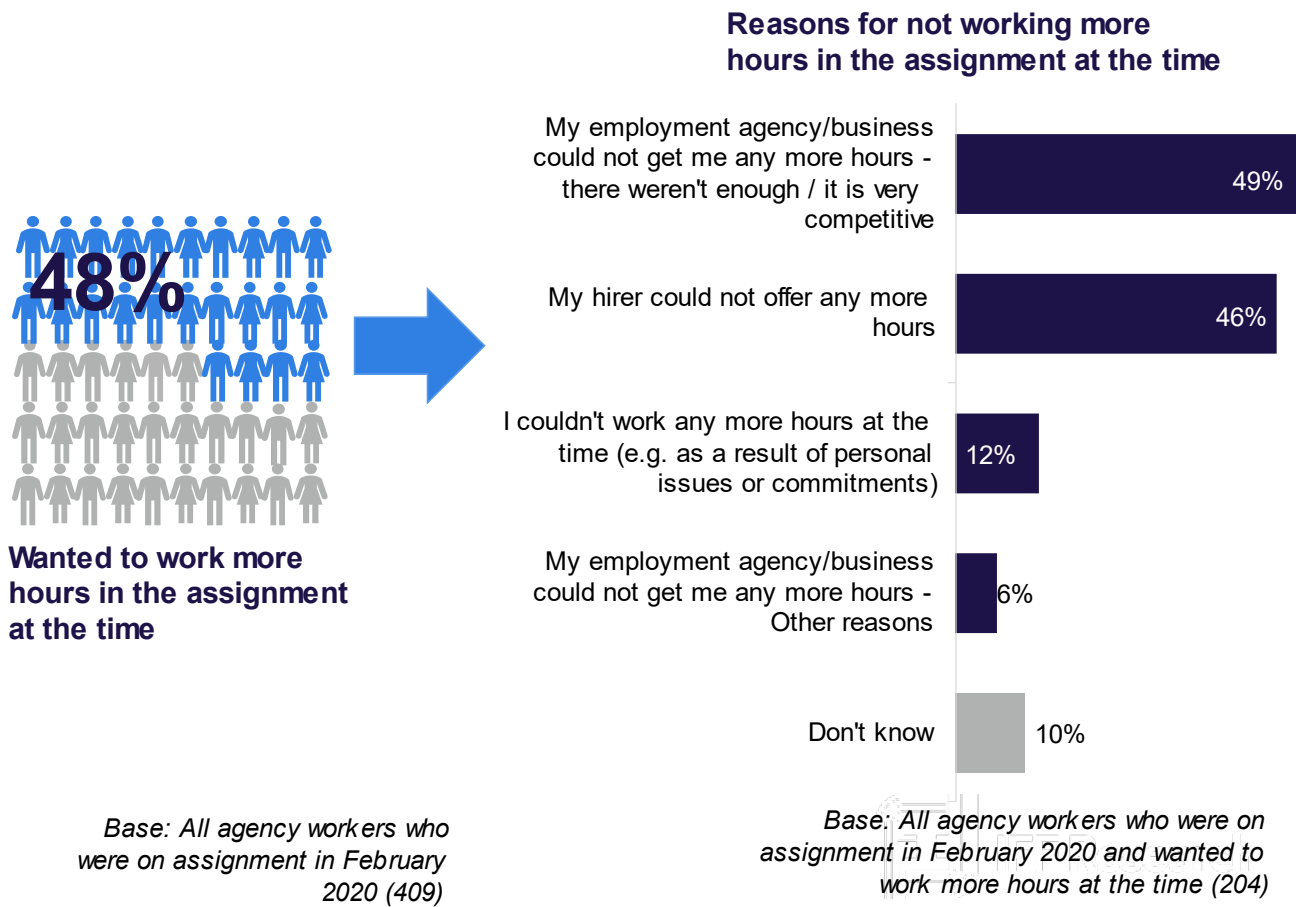 Reasons for not working more
hours in the assignment at the time
My employment agency/business
could not get me any more hours -
there weren't enough / it is very
competitive
49%
My hirer could not offer any more
hours
46%
I couldn't work any more hours at the
time (e.g. as a result of personal
issues or commitments)
12%
My employment agency/business
could not get me any more hours -
Other reasons
6%
Don't know
10%
48%
Wanted to work more
hours in the assignment
at the time
Base: All agency workers who
were on assignment in February
2020 (409)
Base: All agency workers who were on
assignment in February 2020 and wanted to
work more hours at the time (204)